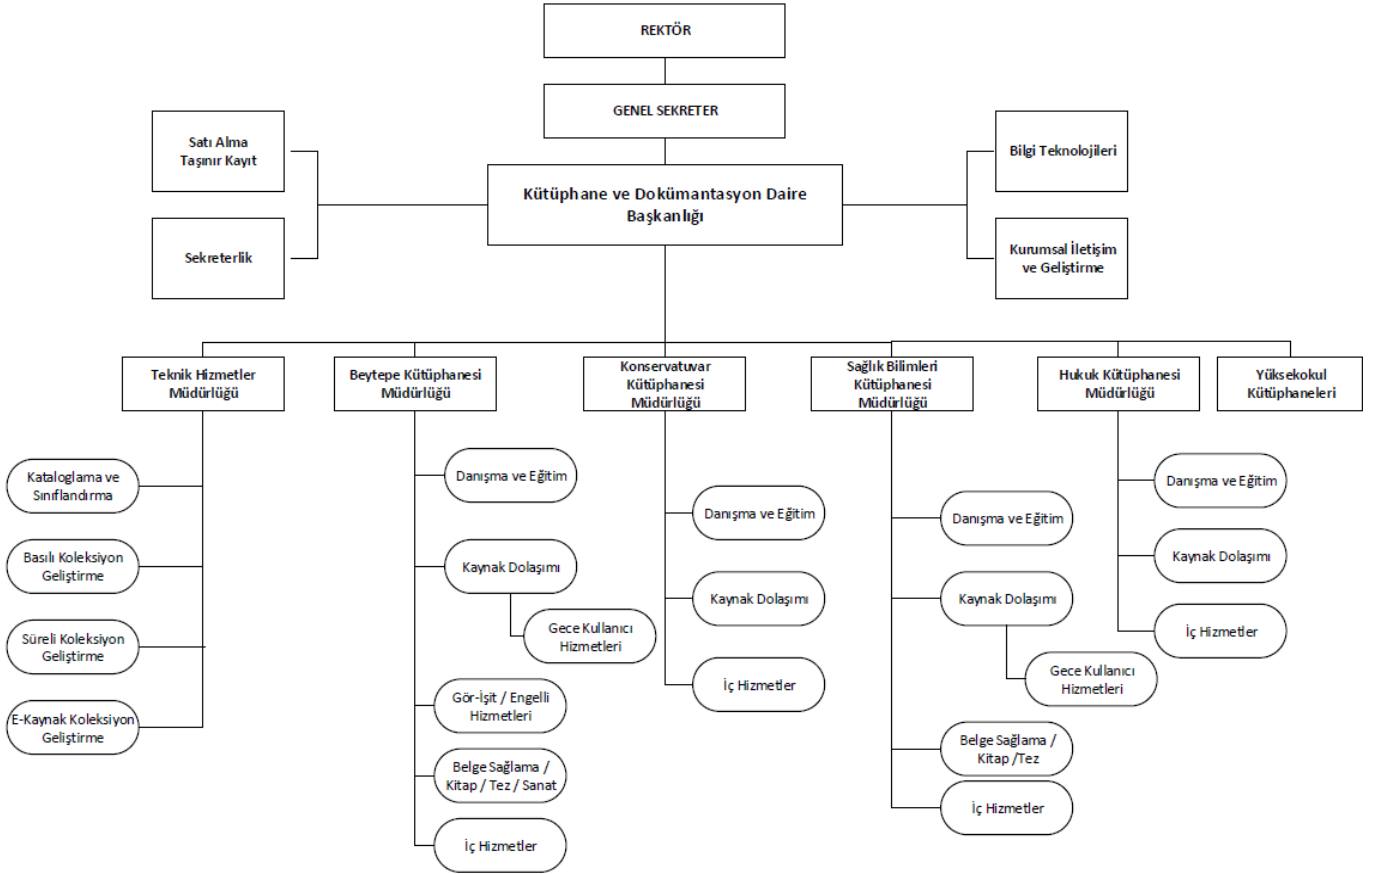 REKTÖR
GENEL SEKRETER
Satı Alma
Taşınır Kayıt
Bilgi Teknolojileri
Kütüphane ve Dokümantasyon Daire
Başkanlığı
Sekreterlik
Kurumsal İletişim
ve Geliştirme
Teknik Hizmetler
Müdürlüğü
Beytepe Kütüphanesi
Müdürlüğü
Konservatuvar
Kütüphanesi
Müdürlüğü
Sağlık Bilimleri
Kütüphanesi
Müdürlüğü
Hukuk Kütüphanesi
Müdürlüğü
Yüksekokul
Kütüphaneleri
Kataloglama ve
Sınıflandırma
Basılı Koleksiyon
Geliştirme
Süreli Koleksiyon
Geliştirme
E-Kaynak Koleksiyon
Geliştirme
Danışma ve Eğitim
Kaynak Dolaşımı
Gece Kullanıcı
Hizmetleri
Gör-İşit / Engelli
Hizmetleri
Belge Sağlama /
Kitap / Tez / Sanat
İç Hizmetler
Danışma ve Eğitim
Kaynak Dolaşımı
İç Hizmetler
Danışma ve Eğitim
Kaynak Dolaşımı
Gece Kullanıcı
Hizmetleri
Belge Sağlama /
Kitap /Tez
İç Hizmetler
Danışma ve Eğitim
Kaynak Dolaşımı
İç Hizmetler